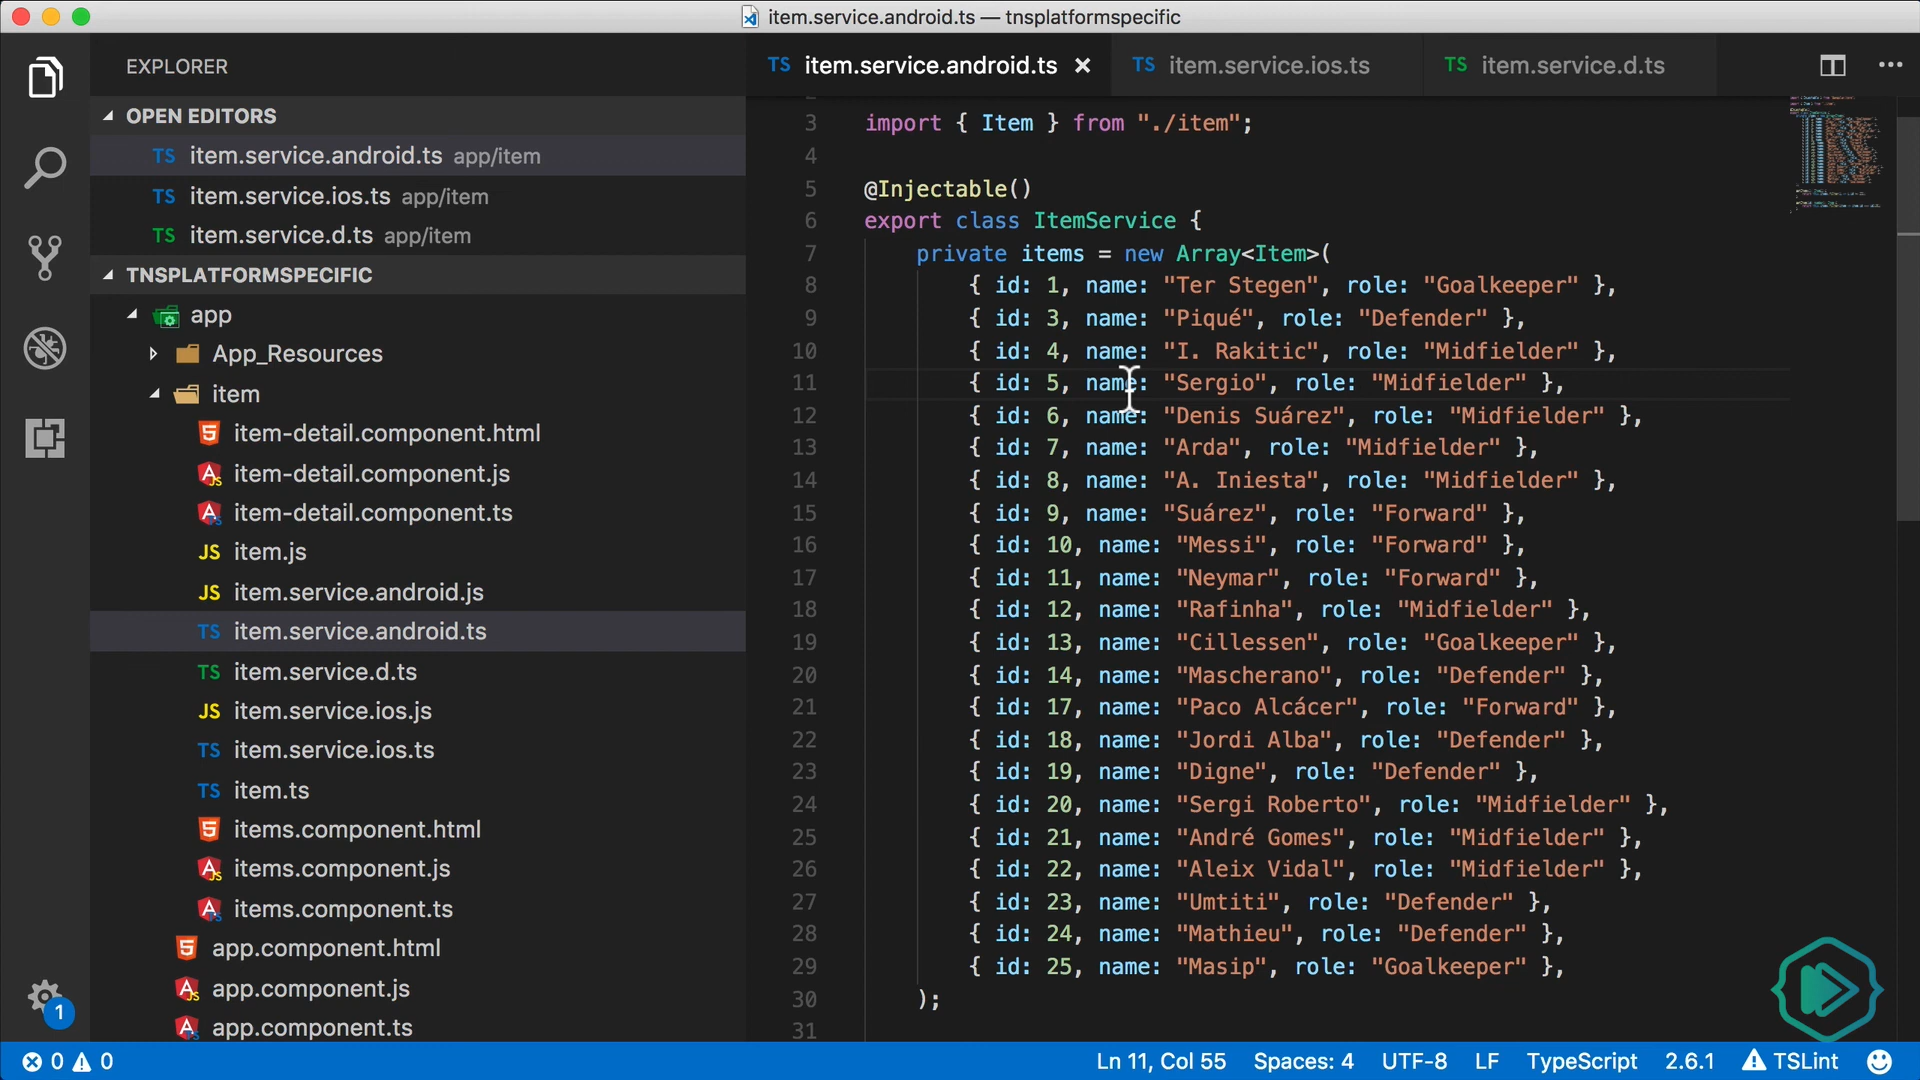 item.service.android.ts — tnsplatformspecific
EXPLORER
OPEN EDITORS
TS item.service.android.ts app/item
TS item.service.ios.ts app/item
TS item.service.d.ts app/item
TNSPLATFORMSPECIFIC
app
App_Resources
item
item-detail.component.html
item-detail.component.js
item-detail.component.ts
JS item.js
JS item.service.android.js
TS item.service.android.ts
TS item.service.d.ts
JS item.service.ios.js
TS item.service.ios.ts
TS item.ts
items.component.html
items.component.js
items.component.ts
app.component.html
app.component.js
app.component.ts
1
TS item.service.android.ts × TS item.service.ios.ts TS item.service.d.ts
3 import { Item } from "./item";
4
5 @Injectable()
6 export class ItemService {
7 private items = new Array<Item>(
8 { id: 1, name: "Ter Stegen", role: "Goalkeeper" },
9 { id: 3, name: "Piqué", role: "Defender" },
10 { id: 4, name: "I. Rakitic", role: "Midfielder" },
11 { id: 5, name: "Sergio", role: "Midfielder" },
12 { id: 6, name: "Denis Suárez", role: "Midfielder" },
13 { id: 7, name: "Arda", role: "Midfielder" },
14 { id: 8, name: "A. Iniesta", role: "Midfielder" },
15 { id: 9, name: "Suárez", role: "Forward" },
16 { id: 10, name: "Messi", role: "Forward" },
17 { id: 11, name: "Neymar", role: "Forward" },
18 { id: 12, name: "Rafinha", role: "Midfielder" },
19 { id: 13, name: "Cillessen", role: "Goalkeeper" },
20 { id: 14, name: "Mascherano", role: "Defender" },
21 { id: 17, name: "Paco Alcácer", role: "Forward" },
22 { id: 18, name: "Jordi Alba", role: "Defender" },
23 { id: 19, name: "Digne", role: "Defender" },
24 { id: 20, name: "Sergi Roberto", role: "Midfielder" },
25 { id: 21, name: "André Gomes", role: "Midfielder" },
26 { id: 22, name: "Aleix Vidal", role: "Midfielder" },
27 { id: 23, name: "Umtiti", role: "Defender" },
28 { id: 24, name: "Mathieu", role: "Defender" },
29 { id: 25, name: "Masip", role: "Goalkeeper" },
30 );
31
0 0 Ln 11, Col 55 Spaces: 4 UTF-8 LF TypeScript 2.6.1 TSLint